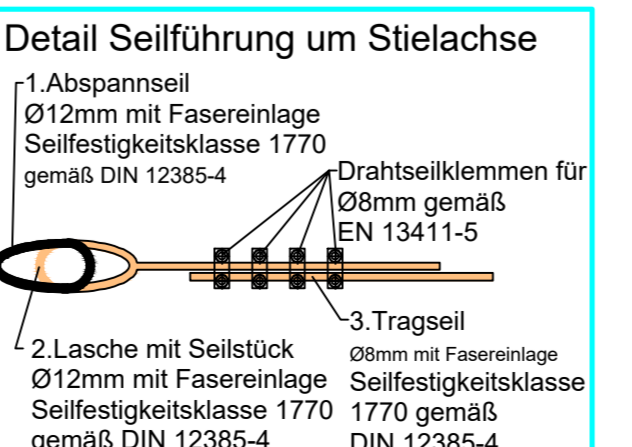 Detail Seilführung um Stielachse
1.Abspannseil
Ø12mm mit Fasereinlage
Seilfestigkeitsklasse 1770
gemäß DIN 12385-4
Drahtseilklemmen für
Ø8mm gemäß
EN 13411-5
2.Lasche mit Seilstück
Ø12mm mit Fasereinlage
Seilfestigkeitsklasse 1770
gemäß DIN 12385-4
3.Tragseil
Ø8mm mit Fasereinlage
Seilfestigkeitsklasse
1770 gemäß
DIN 12385-4